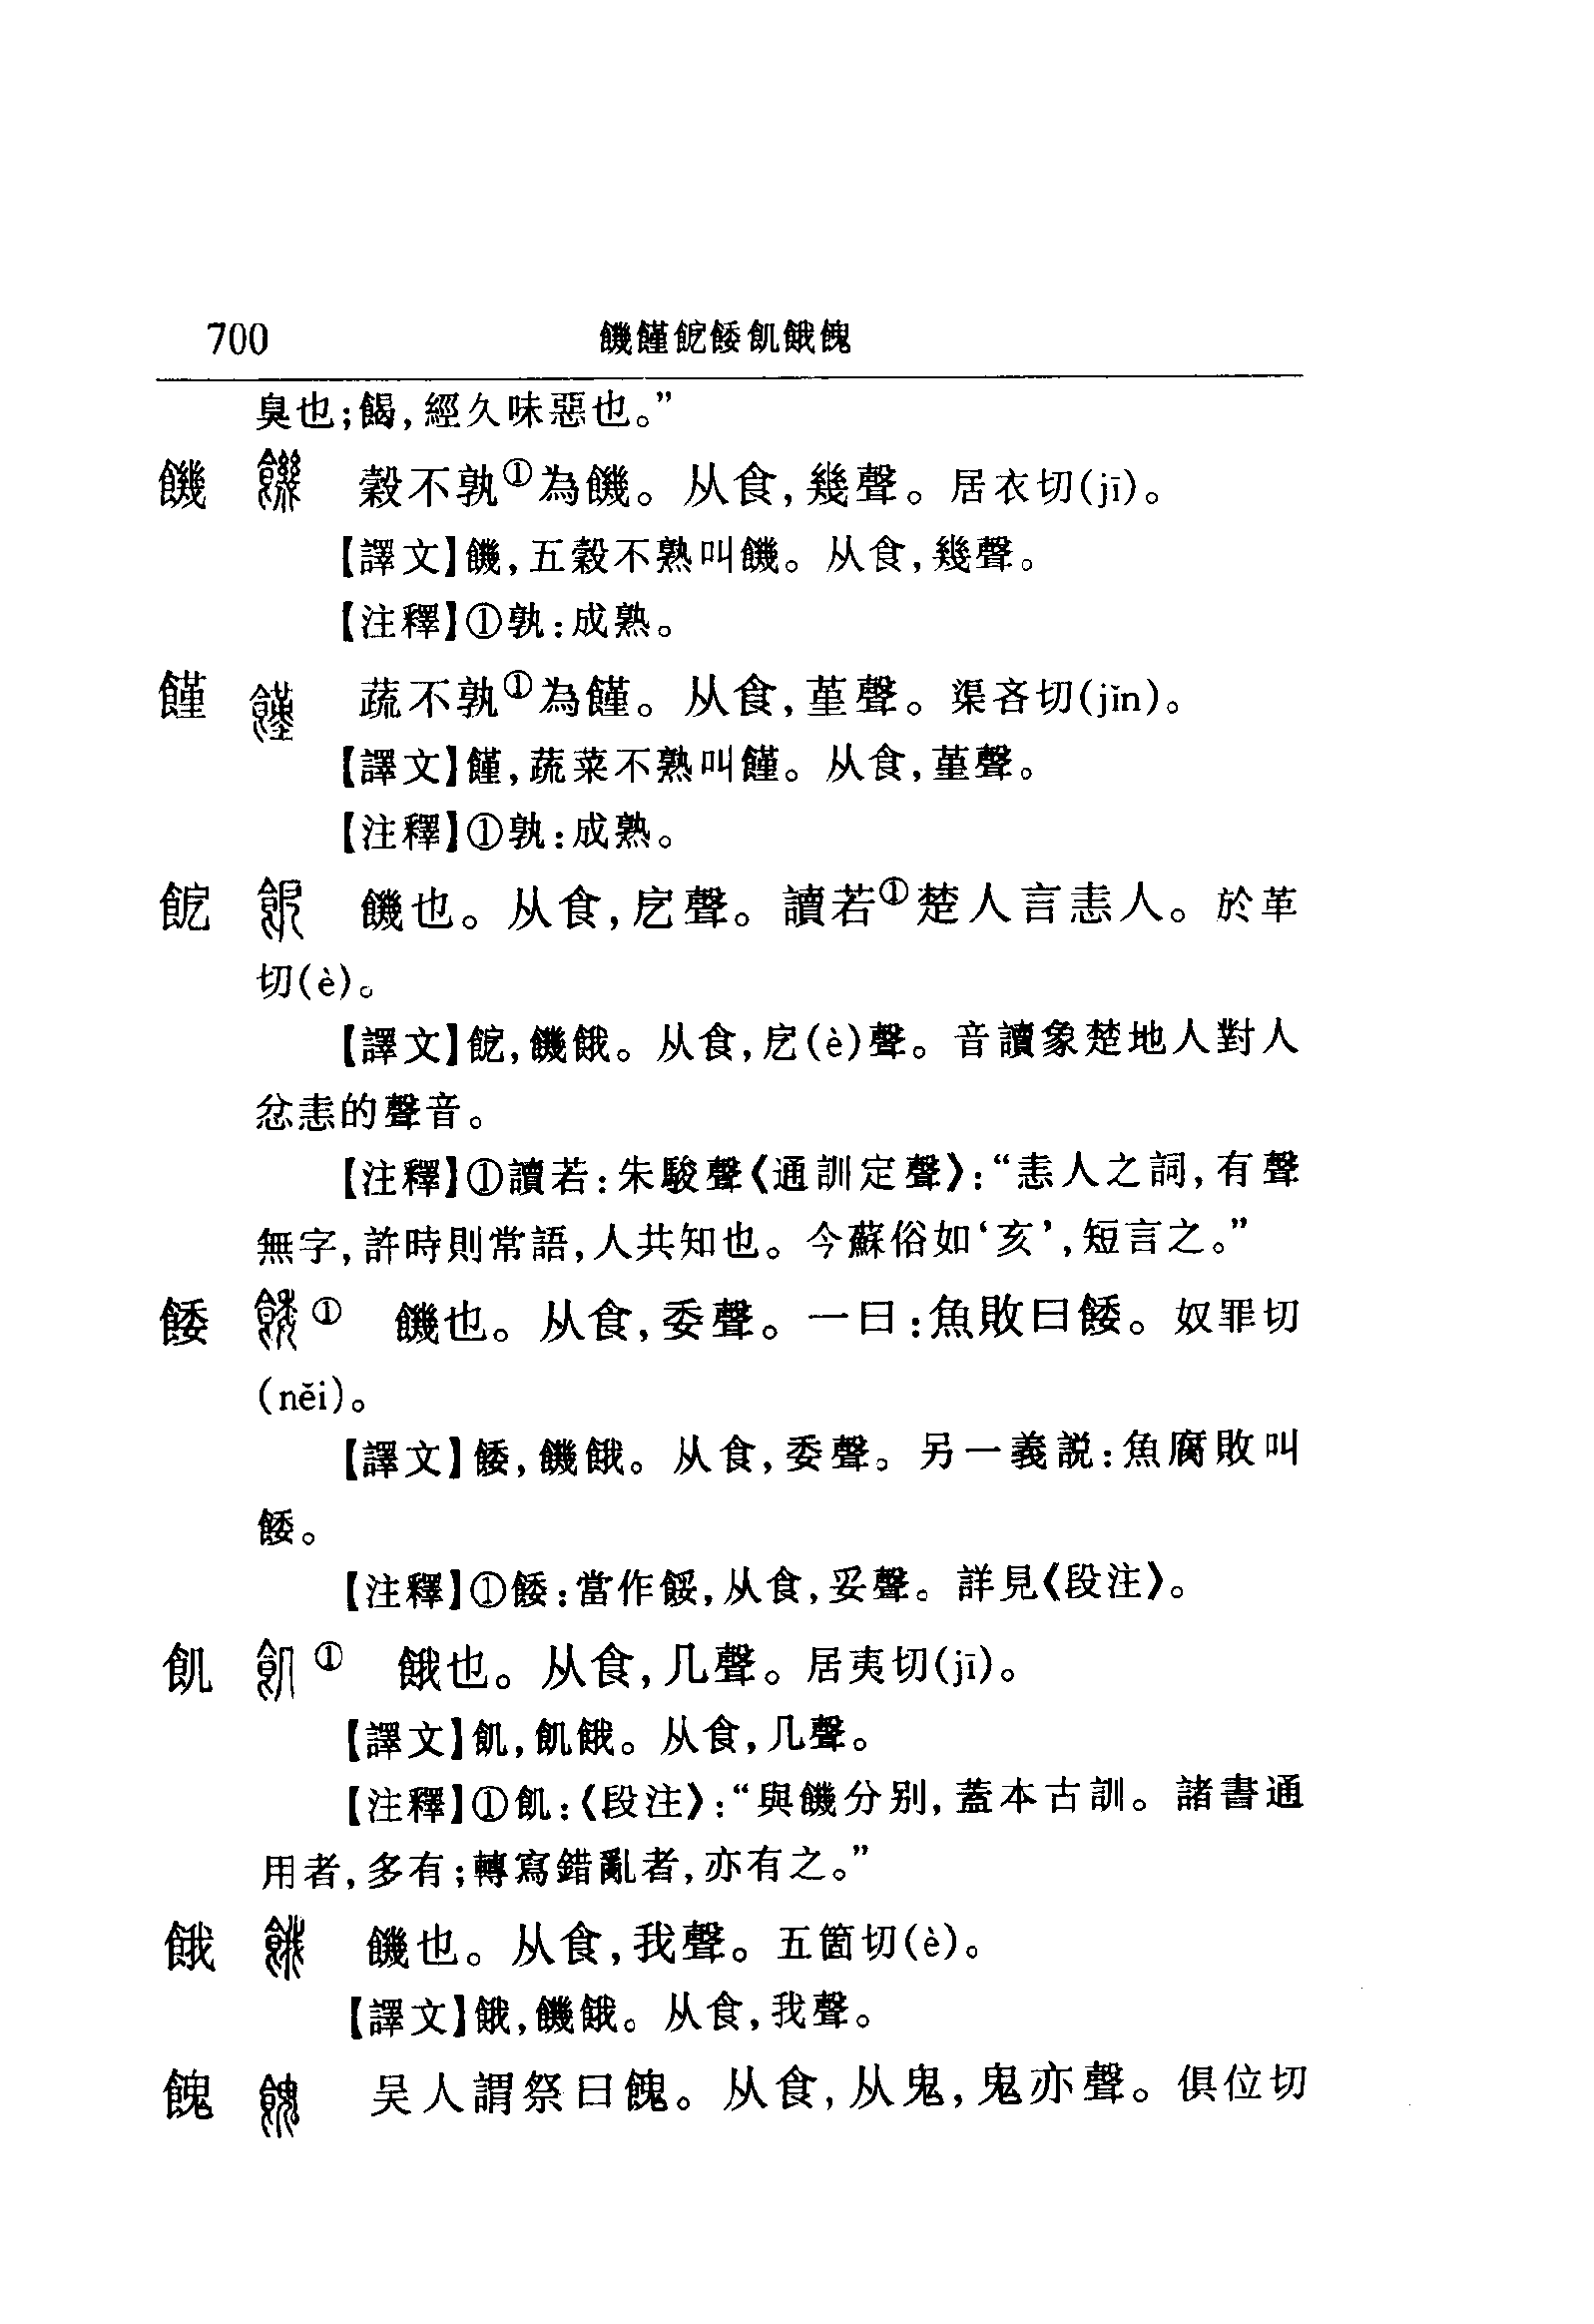 700 饑饉䬵餧飢餓餽
臭也;餲,經久味惡也。”
饑 穀不孰①為饑。从食,幾聲。居衣切(jī)。
【譯文】饑,五穀不熟叫饑。从食,幾聲。
【注釋】①孰:成熟。
饉 蔬不孰①為饉。从食,堇聲。渠吝切(jǐn)。
【譯文】饉,蔬菜不熟叫饉。从食,堇聲。
【注釋】①孰:成熟。
䬵 饑也。从食,戹聲。讀若①楚人言恚人。於革
切(è)。
【譯文】䬵,饑餓。从食,戹(è)聲。音讀象楚地人對人
忿恚的聲音。
【注釋】①讀若:朱駿聲《通訓定聲》:“恚人之詞,有聲
無字,許時則常語,人共知也。今蘇俗如‘亥’,短言之。”
餧 ① 饑也。从食,委聲。一曰:魚敗曰餧。奴罪切
(něi)。
【譯文】餧,饑餓。从食,委聲。另一義説:魚腐敗叫
餧。
【注釋】①餧:當作餒,从食,妥聲。詳見《段注》。
飢 ① 餓也。从食,几聲。居夷切(jī)。
【譯文】飢,飢餓。从食,几聲。
【注釋】①飢:《段注》:“與饑分别,蓋本古訓。諸書通
用者,多有;轉寫錯亂者,亦有之。”
餓 饑也。从食,我聲。五箇切(è)。
【譯文】餓,饑餓。从食,我聲。
餽 吴人謂祭曰餽。从食,从鬼,鬼亦聲。俱位切